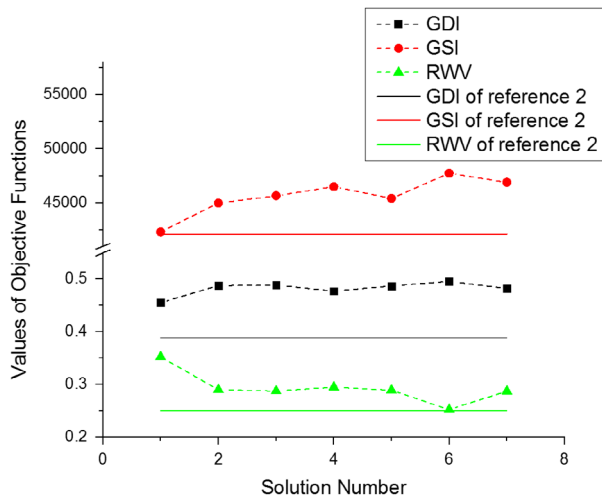 GDI
GSI
RWV
GDI of reference 2
GSI of reference 2
RWV of reference 2
Values of Objective Functions
55000
50000
45000
0.5
0.4
0.3
0.2
0 2 4 6 8
Solution Number